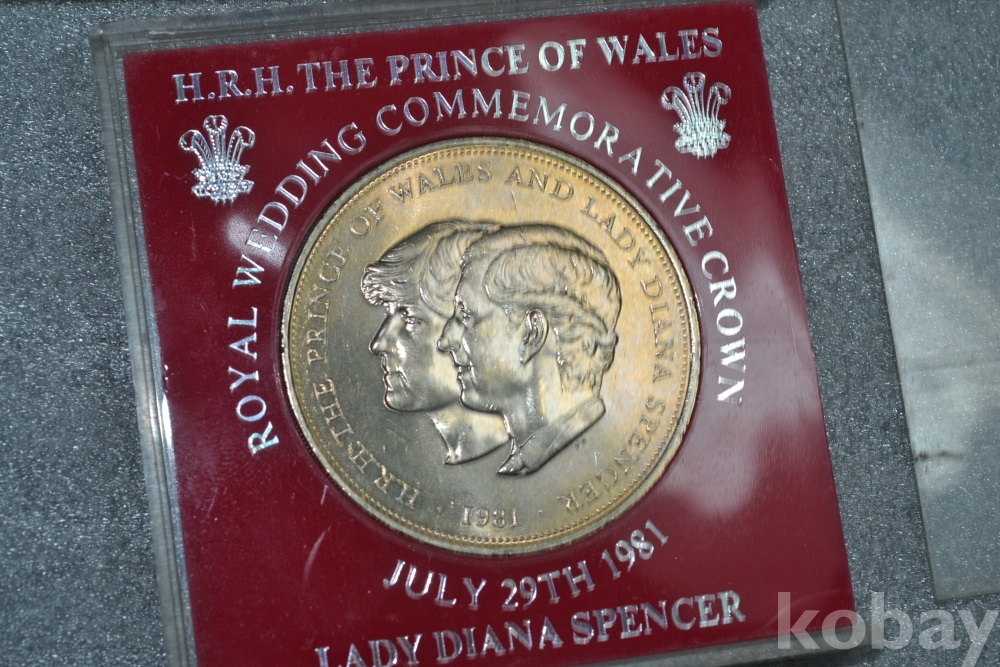 H.R.H. THE PRINCE OF WALES
ROYAL WEDDING COMMEMORATIVE CROWN
H.R.H. THE PRINCE OF WALES AND LADY DIANA SPENCER
· 1981 ·
JULY 29TH 1981
LADY DIANA SPENCER
kobay